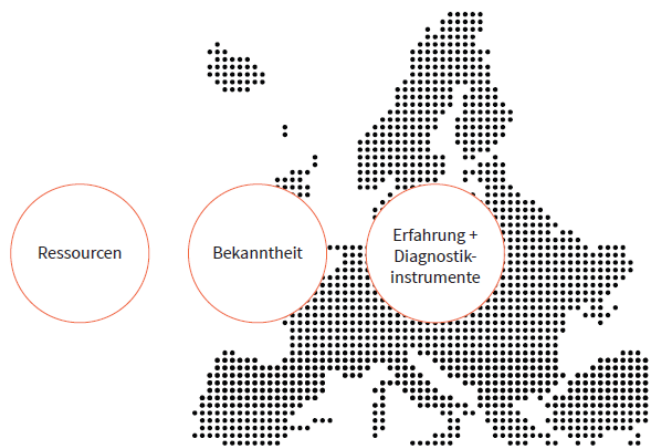 Ressourcen
Bekanntheit
Erfahrung +
Diagnostik-
instrumente